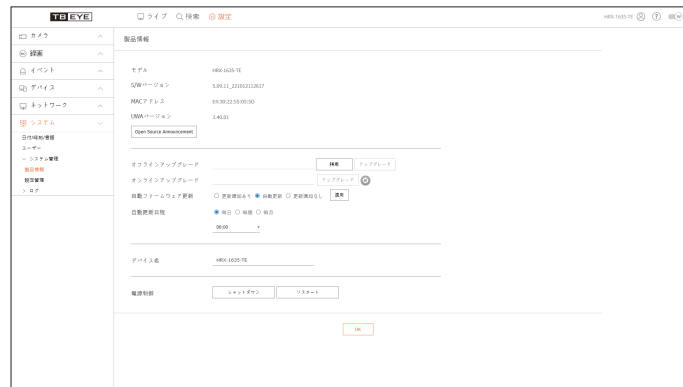 TB EYE
ライブ 検索 設定
HRX-1635-TE
カメラ
録画
イベント
デバイス
ネットワーク
システム
日付/時刻/言語
ユーザー
システム管理
製品情報
設定管理
ログ
製品情報
モデル HRX-1635-TE
S/Wバージョン
MACアドレス
UWAバージョン 3.40.01
Open Source Announcement
オフラインアップグレード 検索 アップグレード
オンラインアップグレード アップグレード
自動ファームウェア更新 更新通知あり 自動更新 更新通知なし 適用
自動更新日程 毎日 毎週 毎月
00:00
デバイス名 HRX-1635-TE
電源制御 シャットダウン リスタート
OK